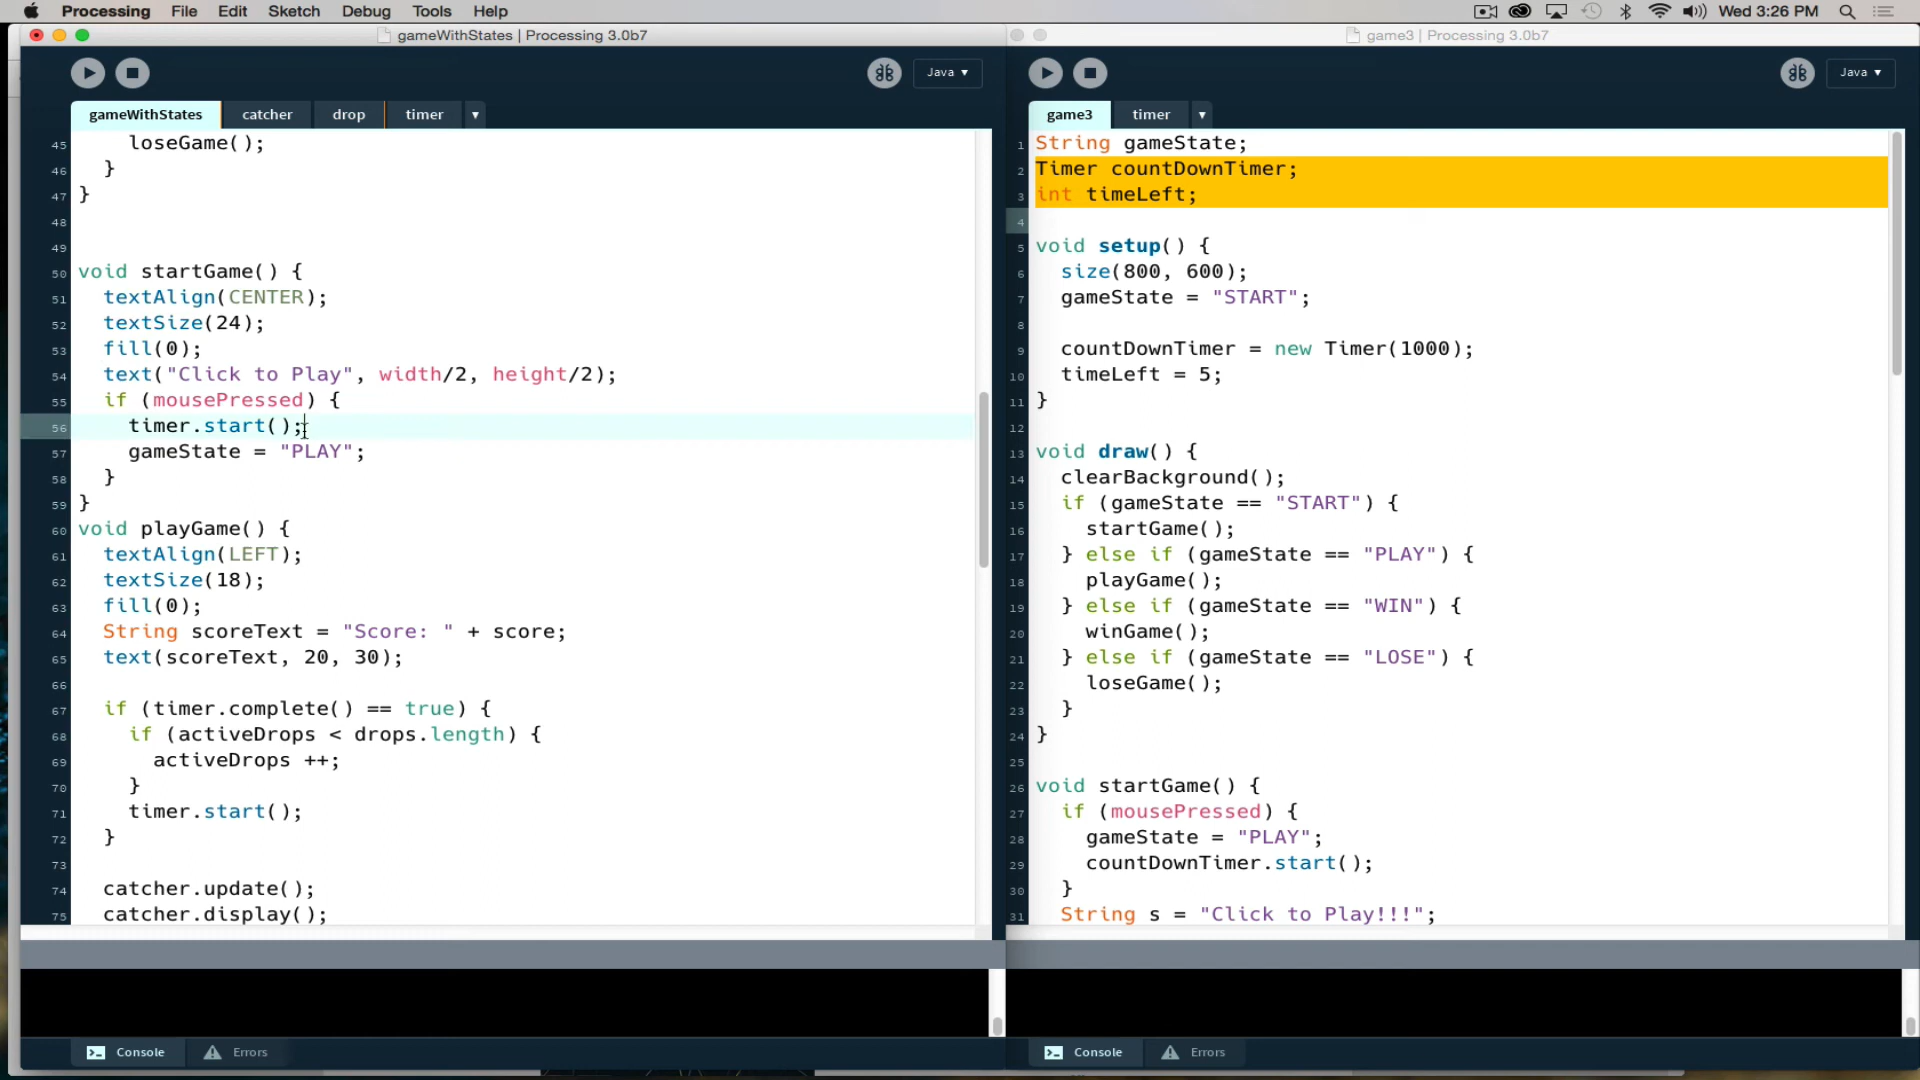 Processing File Edit Sketch Debug Tools Help
Wed 3:26 PM
gameWithStates | Processing 3.0b7
Java ▾
gameWithStates catcher drop timer ▾
45 loseGame();
46 }
47 }
48
49
50 void startGame() {
51 textAlign(CENTER);
52 textSize(24);
53 fill(0);
54 text("Click to Play", width/2, height/2);
55 if (mousePressed) {
56 timer.start();
57 gameState = "PLAY";
58 }
59 }
60 void playGame() {
61 textAlign(LEFT);
62 textSize(18);
63 fill(0);
64 String scoreText = "Score: " + score;
65 text(scoreText, 20, 30);
66
67 if (timer.complete() == true) {
68 if (activeDrops < drops.length) {
69 activeDrops ++;
70 }
71 timer.start();
72 }
73
74 catcher.update();
75 catcher.display();
Console Errors
game3 | Processing 3.0b7
Java ▾
game3 timer ▾
1 String gameState;
2 Timer countDownTimer;
3 int timeLeft;
4
5 void setup() {
6 size(800, 600);
7 gameState = "START";
8
9 countDownTimer = new Timer(1000);
10 timeLeft = 5;
11 }
12
13 void draw() {
14 clearBackground();
15 if (gameState == "START") {
16 startGame();
17 } else if (gameState == "PLAY") {
18 playGame();
19 } else if (gameState == "WIN") {
20 winGame();
21 } else if (gameState == "LOSE") {
22 loseGame();
23 }
24 }
25
26 void startGame() {
27 if (mousePressed) {
28 gameState = "PLAY";
29 countDownTimer.start();
30 }
31 String s = "Click to Play!!!";
Console Errors